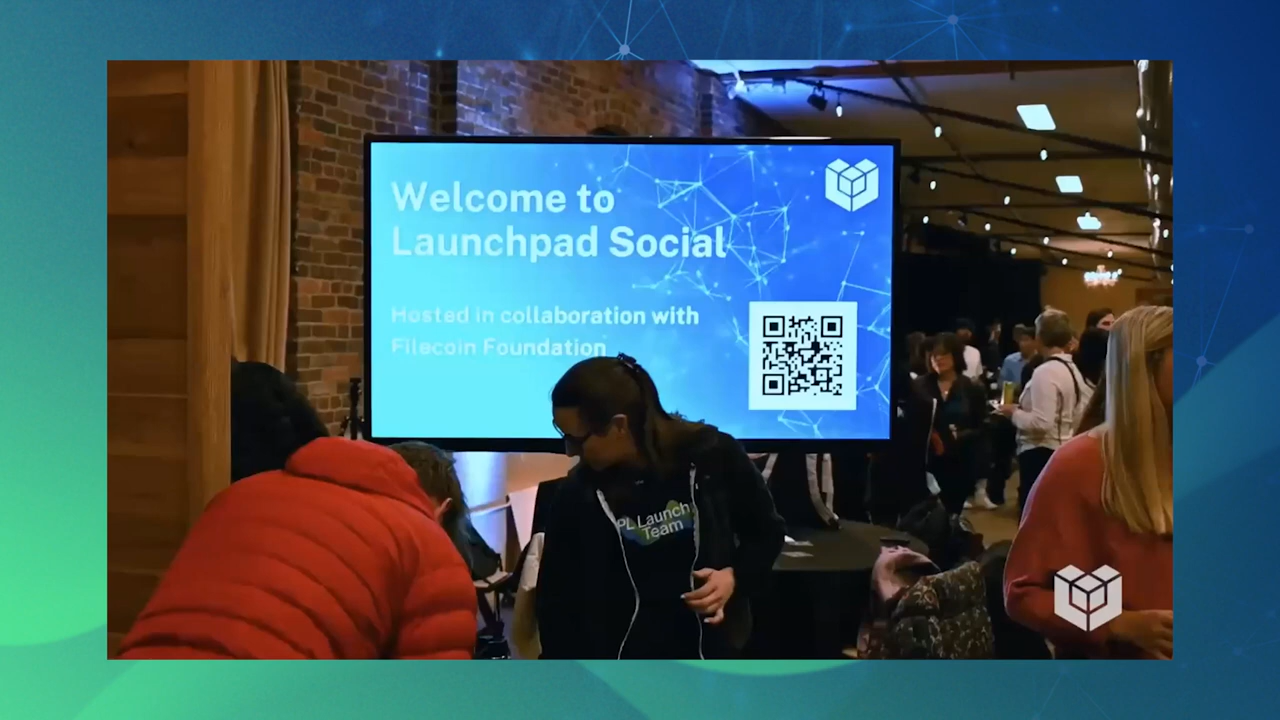 Welcome to
Launchpad Social
Hosted in collaboration with
Filecoin Foundation
PL Launch
Team